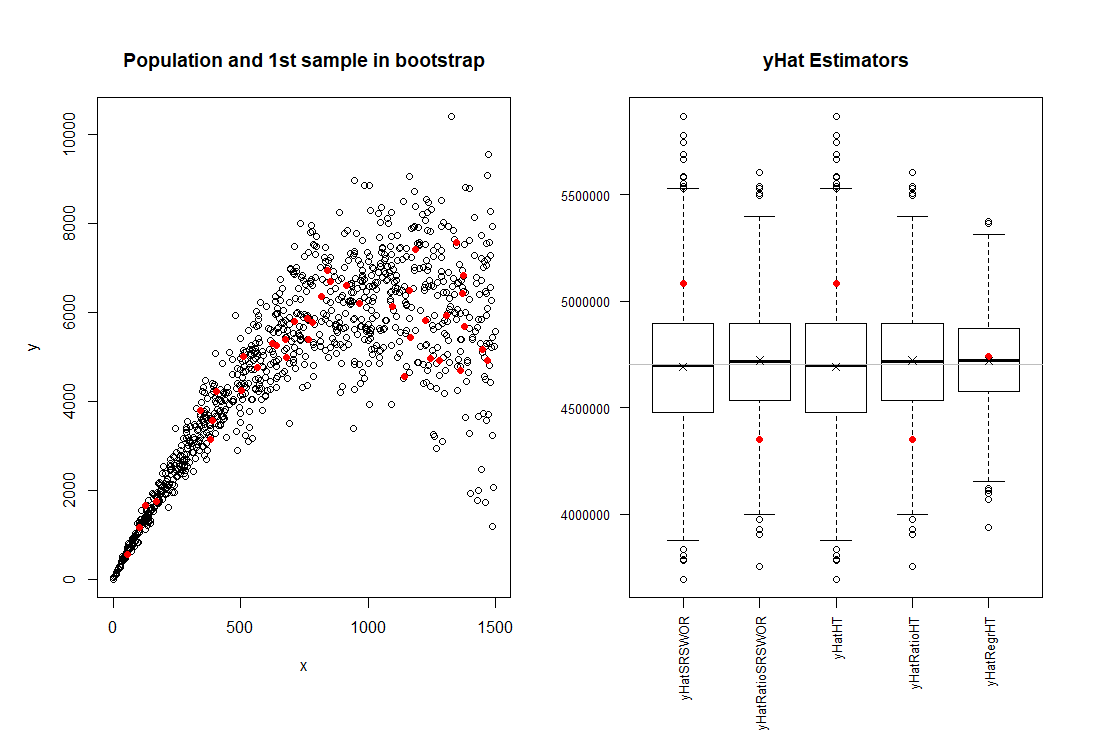 Population and 1st sample in bootstrap
y
10000
8000
6000
4000
2000
0
0 500 1000 1500
x
yHat Estimators
5500000
5000000
4500000
4000000
yHatSRSWOR
yHatRatioSRSWOR
yHatHT
yHatRatioHT
yHatRegrHT